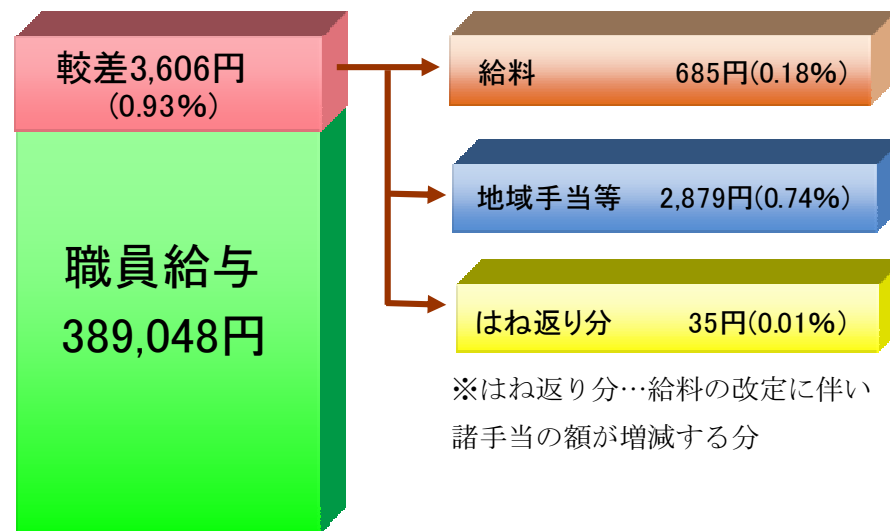 較差3,606円
(0.93%)
職員給与
389,048円
給料 685円(0.18%)
地域手当等 2,879円(0.74%)
はね返り分 35円(0.01%)
※はね返り分…給料の改定に伴い
諸手当の額が増減する分